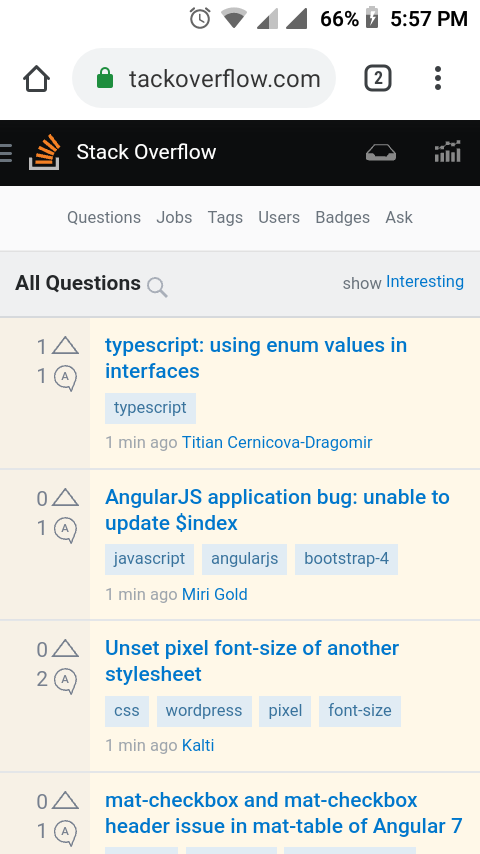 66% 5:57 PM
tackoverflow.com 2
Stack Overflow
Questions Jobs Tags Users Badges Ask
All Questions show Interesting
1 typescript: using enum values in
1 A interfaces
typescript
1 min ago Titian Cernicova-Dragomir
0 AngularJS application bug: unable to
1 A update $index
javascript angularjs bootstrap-4
1 min ago Miri Gold
0 Unset pixel font-size of another
2 A stylesheet
css wordpress pixel font-size
1 min ago Kalti
0 mat-checkbox and mat-checkbox
1 A header issue in mat-table of Angular 7